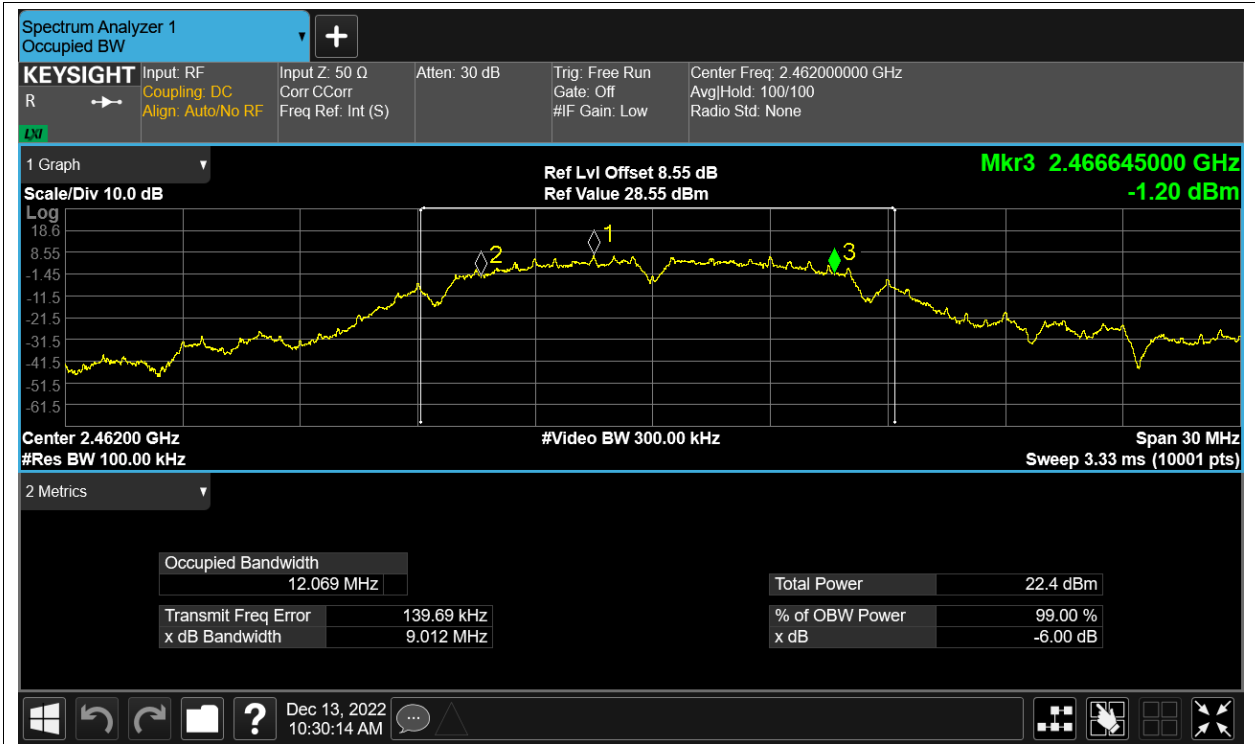 Spectrum Analyzer 1
Occupied BW
KEYSIGHT
R
LXI
Input: RF
Coupling: DC
Align: Auto/No RF
Input Z: 50 Ω
Corr CCorr
Freq Ref: Int (S)
Atten: 30 dB
Trig: Free Run
Gate: Off
#IF Gain: Low
Center Freq: 2.462000000 GHz
Avg|Hold: 100/100
Radio Std: None
1 Graph
Scale/Div 10.0 dB
Ref Lvl Offset 8.55 dB
Ref Value 28.55 dBm
Mkr3 2.466645000 GHz
-1.20 dBm
Log
18.6
8.55
-1.45
-11.5
-21.5
-31.5
-41.5
-51.5
-61.5
2
1
3
Center 2.46200 GHz
#Video BW 300.00 kHz
Span 30 MHz
#Res BW 100.00 kHz
Sweep 3.33 ms (10001 pts)
2 Metrics
Occupied Bandwidth
12.069 MHz
Transmit Freq Error 139.69 kHz
x dB Bandwidth 9.012 MHz
Total Power 22.4 dBm
% of OBW Power 99.00 %
x dB -6.00 dB
?
Dec 13, 2022
10:30:14 AM